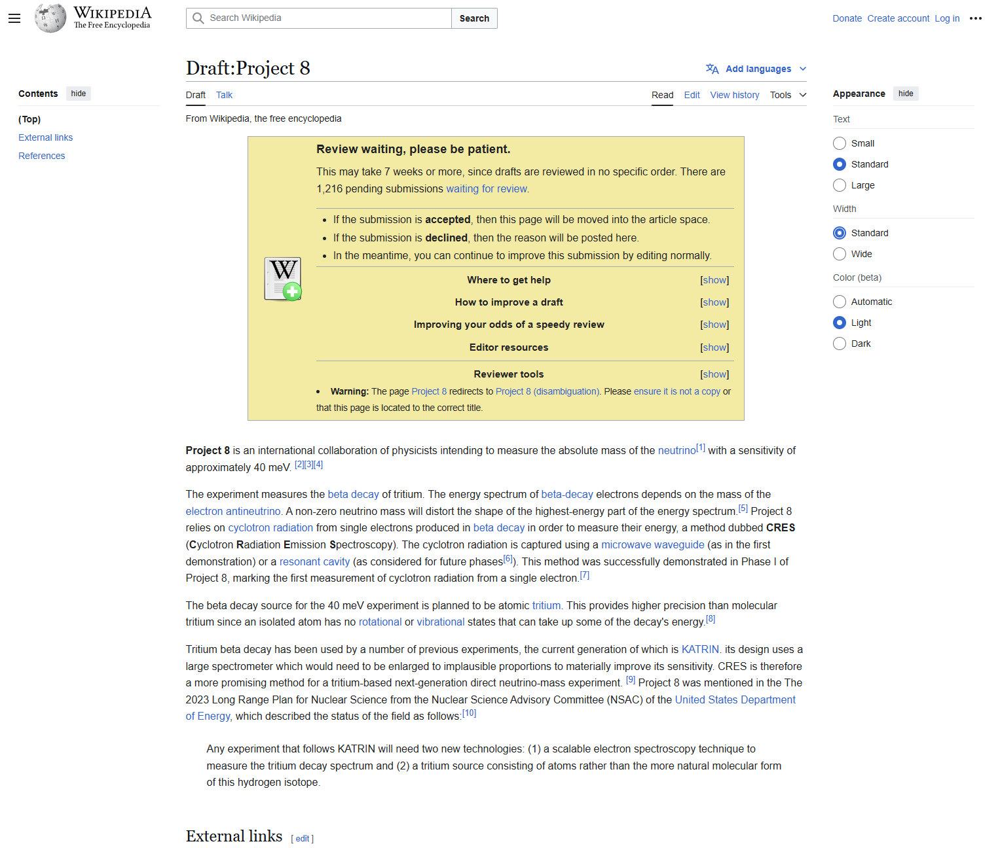 WIKIPEDIA
The Free Encyclopedia
Search Wikipedia
Search
Donate
Create account
Log in
Draft:Project 8
Add languages
Contents
hide
(Top)
External links
References
Draft
Talk
Read
Edit
View history
Tools
From Wikipedia, the free encyclopedia
Appearance
hide
Text
Small
Standard
Large
Width
Standard
Wide
Color (beta)
Automatic
Light
Dark
Review waiting, please be patient.
This may take 7 weeks or more, since drafts are reviewed in no specific order. There are
1,216 pending submissions waiting for review.
• If the submission is accepted, then this page will be moved into the article space.
• If the submission is declined, then the reason will be posted here.
• In the meantime, you can continue to improve this submission by editing normally.
W
Where to get help [show]
How to improve a draft [show]
Improving your odds of a speedy review [show]
Editor resources [show]
Reviewer tools [show]
• Warning: The page Project 8 redirects to Project 8 (disambiguation). Please ensure it is not a copy or
that this page is located to the correct title.
Project 8 is an international collaboration of physicists intending to measure the absolute mass of the neutrino[1] with a sensitivity of
approximately 40 meV. [2][3][4]
The experiment measures the beta decay of tritium. The energy spectrum of beta-decay electrons depends on the mass of the
electron antineutrino. A non-zero neutrino mass will distort the shape of the highest-energy part of the energy spectrum.[5] Project 8
relies on cyclotron radiation from single electrons produced in beta decay in order to measure their energy, a method dubbed CRES
(Cyclotron Radiation Emission Spectroscopy). The cyclotron radiation is captured using a microwave waveguide (as in the first
demonstration) or a resonant cavity (as considered for future phases[6]). This method was successfully demonstrated in Phase I of
Project 8, marking the first measurement of cyclotron radiation from a single electron.[7]
The beta decay source for the 40 meV experiment is planned to be atomic tritium. This provides higher precision than molecular
tritium since an isolated atom has no rotational or vibrational states that can take up some of the decay's energy.[8]
Tritium beta decay has been used by a number of previous experiments, the current generation of which is KATRIN. its design uses a
large spectrometer which would need to be enlarged to implausible proportions to materially improve its sensitivity. CRES is therefore
a more promising method for a tritium-based next-generation direct neutrino-mass experiment. [9] Project 8 was mentioned in the The
2023 Long Range Plan for Nuclear Science from the Nuclear Science Advisory Committee (NSAC) of the United States Department
of Energy, which described the status of the field as follows:[10]
Any experiment that follows KATRIN will need two new technologies: (1) a scalable electron spectroscopy technique to
measure the tritium decay spectrum and (2) a tritium source consisting of atoms rather than the more natural molecular form
of this hydrogen isotope.
External links [ edit ]